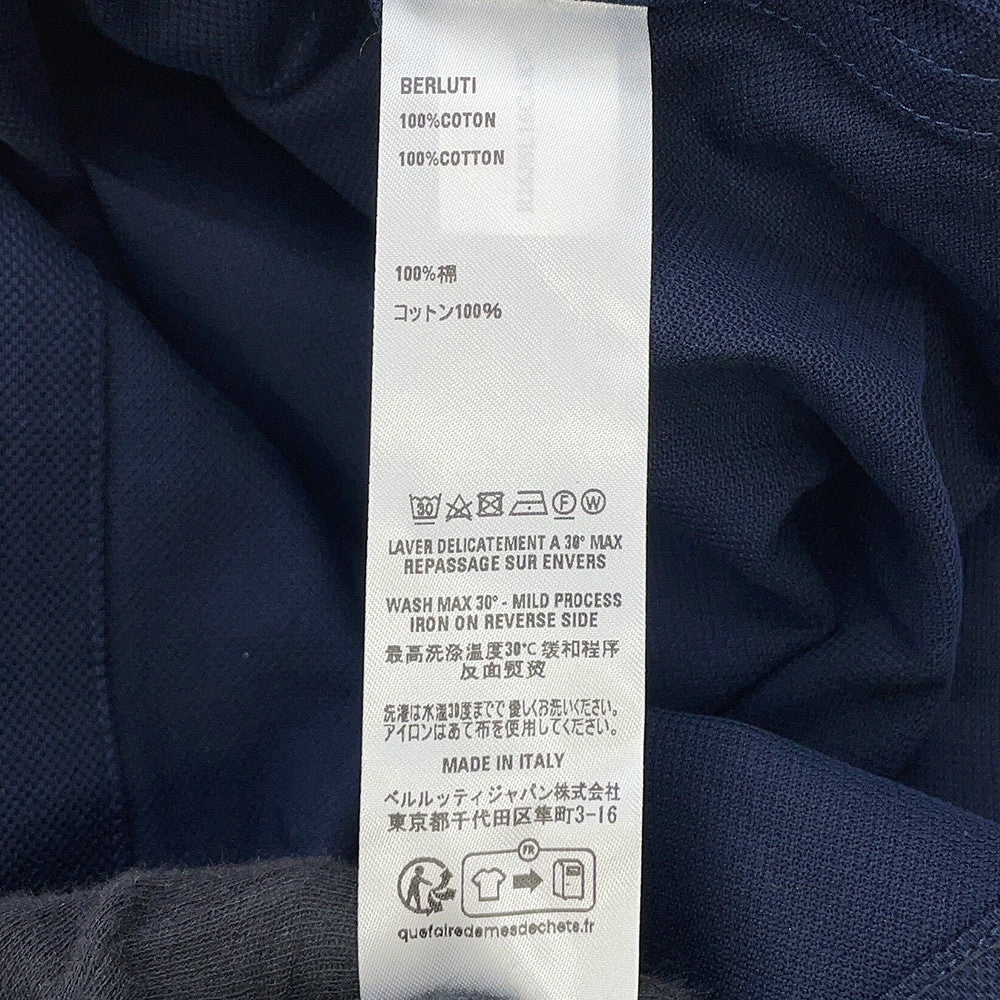 BERLUTI
100%COTON
100%COTTON
100%棉
コットン100%
30 F W
LAVER DELICATEMENT A 30° MAX
REPASSAGE SUR ENVERS
WASH MAX 30° - MILD PROCESS
IRON ON REVERSE SIDE
最高洗涤温度30℃ 缓和程序
反面熨烫
洗濯は水温30度までで優しくお洗いください。
アイロンはあて布を使用してください。
MADE IN ITALY
ベルルッティジャパン株式会社
東京都千代田区隼町3-16
FR
quefairedemesdechets.fr